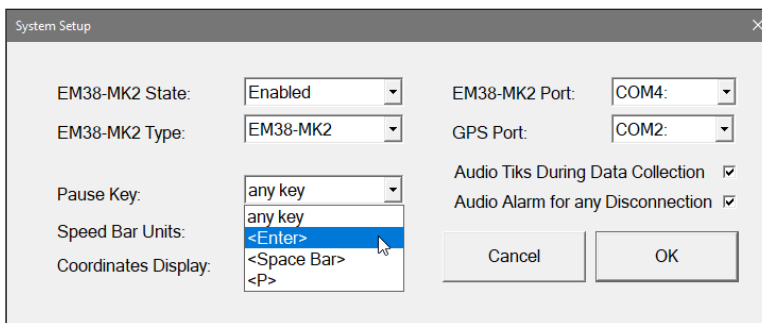 System Setup
EM38-MK2 State:
Enabled
EM38-MK2 Port:
COM4:
EM38-MK2 Type:
EM38-MK2
GPS Port:
COM2:
Audio Tiks During Data Collection
Pause Key:
any key
Audio Alarm for any Disconnection
any key
Speed Bar Units:
<Enter>
Coordinates Display:
<Space Bar>
<P>
Cancel
OK